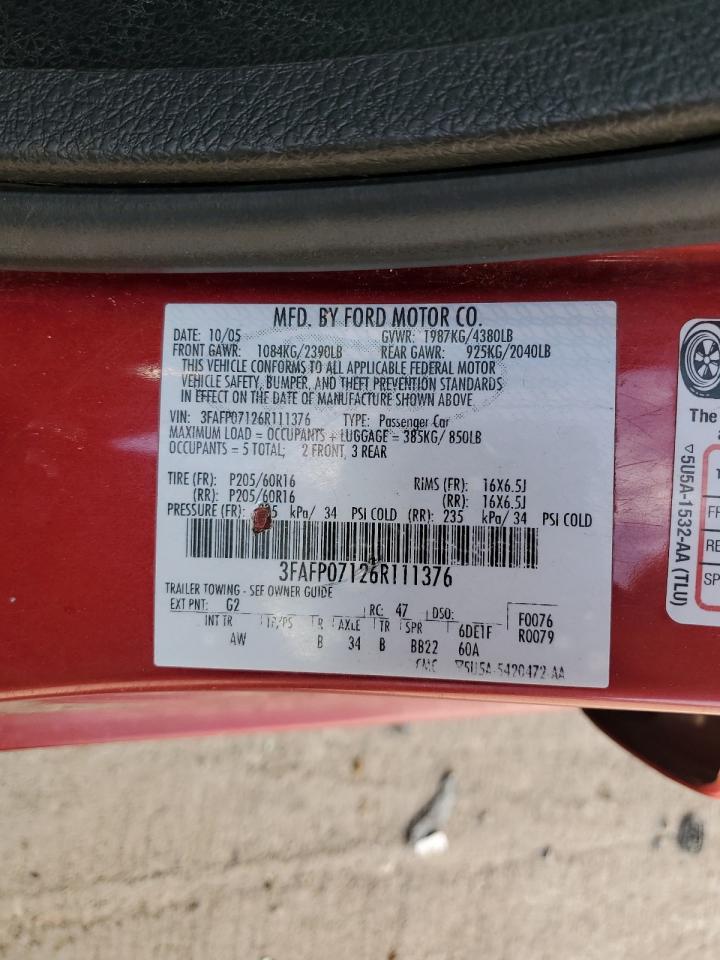 MFD. BY FORD MOTOR CO.
DATE: 10/05 GVWR: 1987KG/4380LB
FRONT GAWR: 1084KG/2390LB REAR GAWR: 925KG/2040LB
THIS VEHICLE CONFORMS TO ALL APPLICABLE FEDERAL MOTOR
VEHICLE SAFETY, BUMPER, AND THEFT PREVENTION STANDARDS
IN EFFECT ON THE DATE OF MANUFACTURE SHOWN ABOVE
VIN: 3FAFP07126R111376 TYPE: Passenger Car
MAXIMUM LOAD = OCCUPANTS + LUGGAGE = 385KG/ 850LB
OCCUPANTS = 5 TOTAL; 2 FRONT, 3 REAR
TIRE (FR): P205/60R16 RIMS (FR): 16X6.5J
(RR): P205/60R16 (RR): 16X6.5J
PRESSURE (FR): kPa/ 34 PSI COLD (RR): 235 kPa/ 34 PSI COLD
3FAFP07126R111376
TRAILER TOWING - SEE OWNER GUIDE
EXT PNT: G2 RC: 47 DSO:
INT TR TP/PS R AXLE TR SPR 6DE1F F0076
AW B 34 B BB22 60A R0079
5U5A-5420472-AA
The
5U5A-1532-AA (TLU)
RE
SP